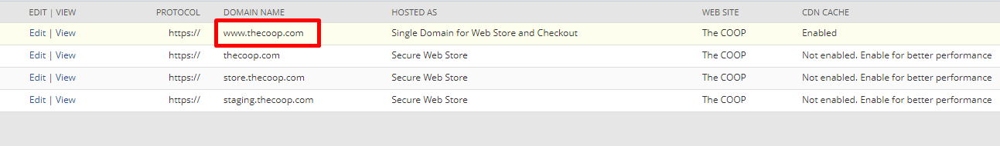 EDIT | VIEW PROTOCOL DOMAIN NAME HOSTED AS WEB SITE CDN CACHE
Edit | View https:// www.thecoop.com Single Domain for Web Store and Checkout The COOP Enabled
Edit | View https:// thecoop.com Secure Web Store The COOP Not enabled. Enable for better performance
Edit | View https:// store.thecoop.com Secure Web Store The COOP Not enabled. Enable for better performance
Edit | View https:// staging.thecoop.com Secure Web Store The COOP Not enabled. Enable for better performance